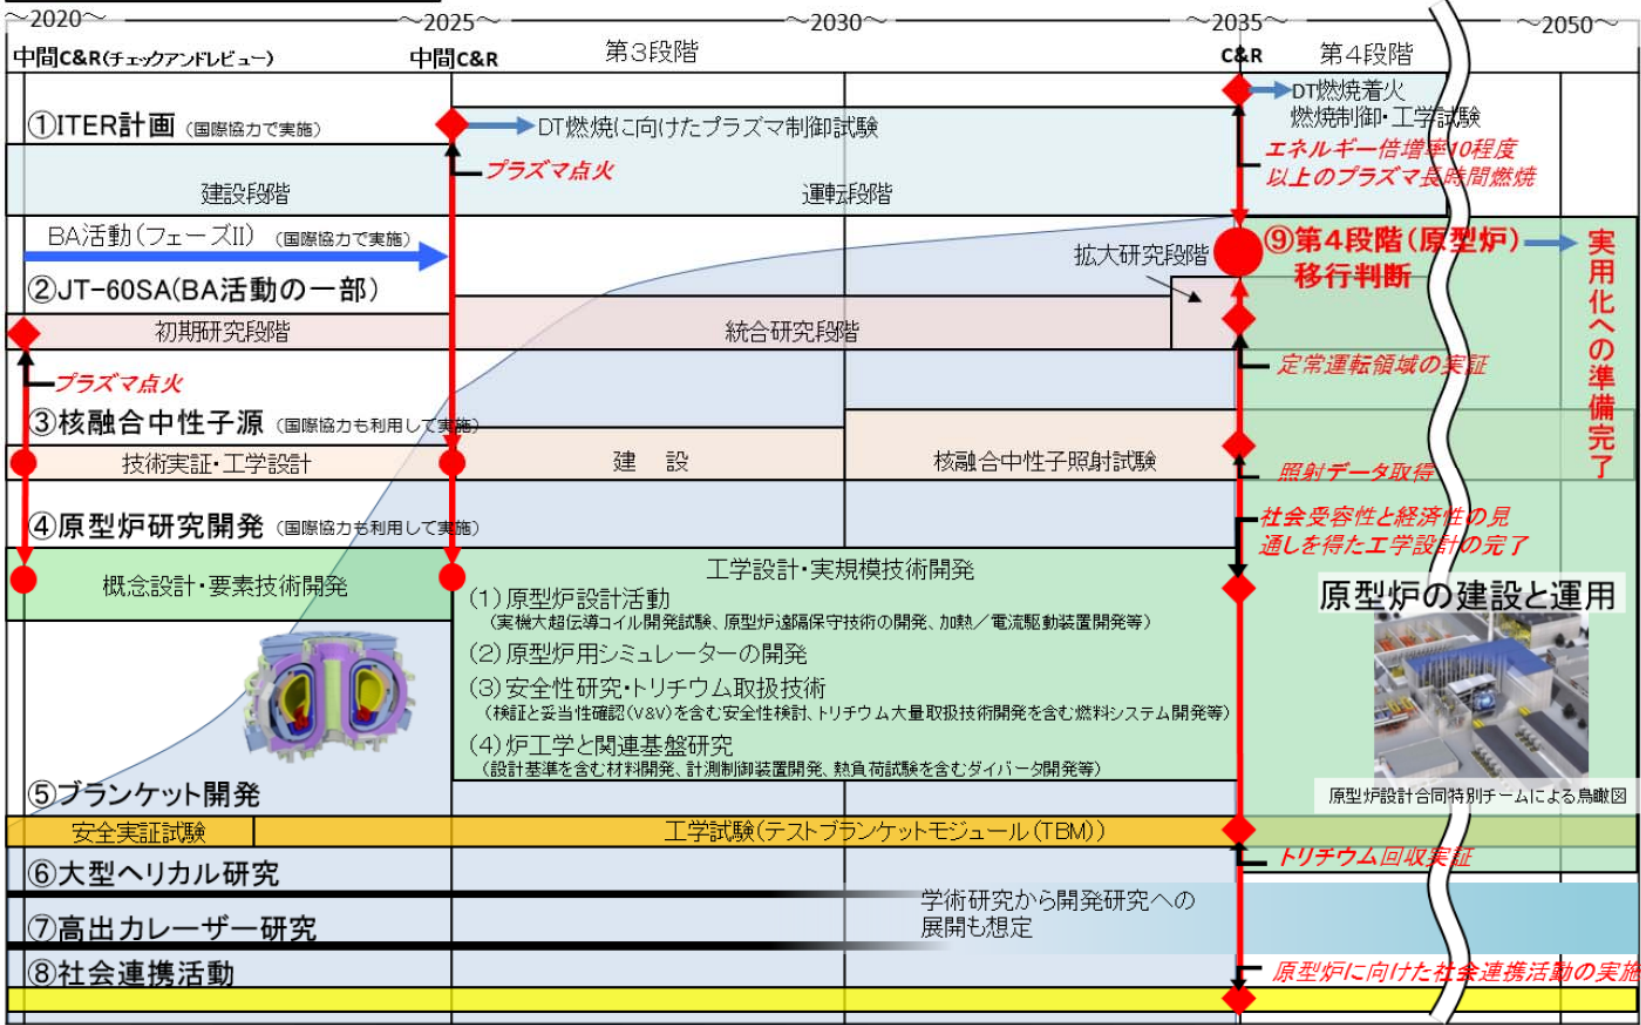 ～2020～
～2025～
～2030～
～2035～
～2050～
中間C&R(チェックアンドレビュー)
中間C&R
第３段階
C&R
第４段階
①ITER計画 (国際協力で実施)
DT燃焼に向けたプラズマ制御試験
DT燃焼着火
燃焼制御・工学試験
プラズマ点火
エネルギー倍増率10程度
以上のプラズマ長時間燃焼
建設段階
運転段階
BA活動(フェーズII) (国際協力で実施)
拡大研究段階
⑨第４段階(原型炉)
移行判断
実用化への準備完了
②JT-60SA(BA活動の一部)
初期研究段階
統合研究段階
定常運転領域の実証
プラズマ点火
③核融合中性子源 (国際協力も利用して実施)
技術実証・工学設計
建 設
核融合中性子照射試験
照射データ取得
④原型炉研究開発 (国際協力も利用して実施)
社会受容性と経済性の見
通しを得た工学設計の完了
概念設計・要素技術開発
工学設計・実規模技術開発
(1)原型炉設計活動
(実機大超伝導コイル開発試験、原型炉遠隔保守技術の開発、加熱／電流駆動装置開発等)
(2)原型炉用シミュレーターの開発
(3)安全性研究・トリチウム取扱技術
(検証と妥当性確認(V&V)を含む安全性検討、トリチウム大量取扱技術開発を含む燃料システム開発等)
(4)炉工学と関連基盤研究
(設計基準を含む材料開発、計測制御装置開発、熱負荷試験を含むダイバータ開発等)
原型炉の建設と運用
原型炉設計合同特別チームによる鳥瞰図
⑤ブランケット開発
安全実証試験
工学試験(テストブランケットモジュール(TBM))
トリチウム回収実証
⑥大型ヘリカル研究
学術研究から開発研究への
展開も想定
⑦高出力レーザー研究
⑧社会連携活動
原型炉に向けた社会連携活動の実施